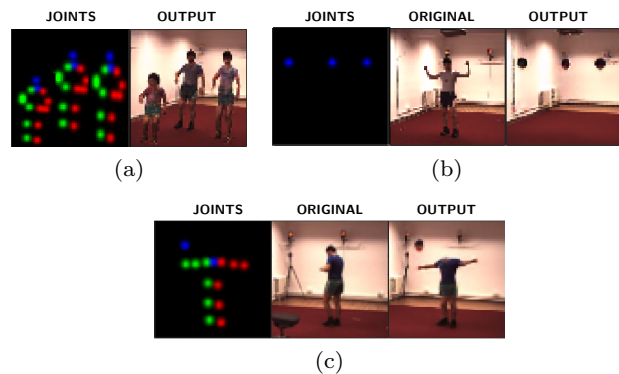 JOINTS OUTPUT
JOINTS ORIGINAL OUTPUT
(a)
(b)
JOINTS ORIGINAL OUTPUT
(c)